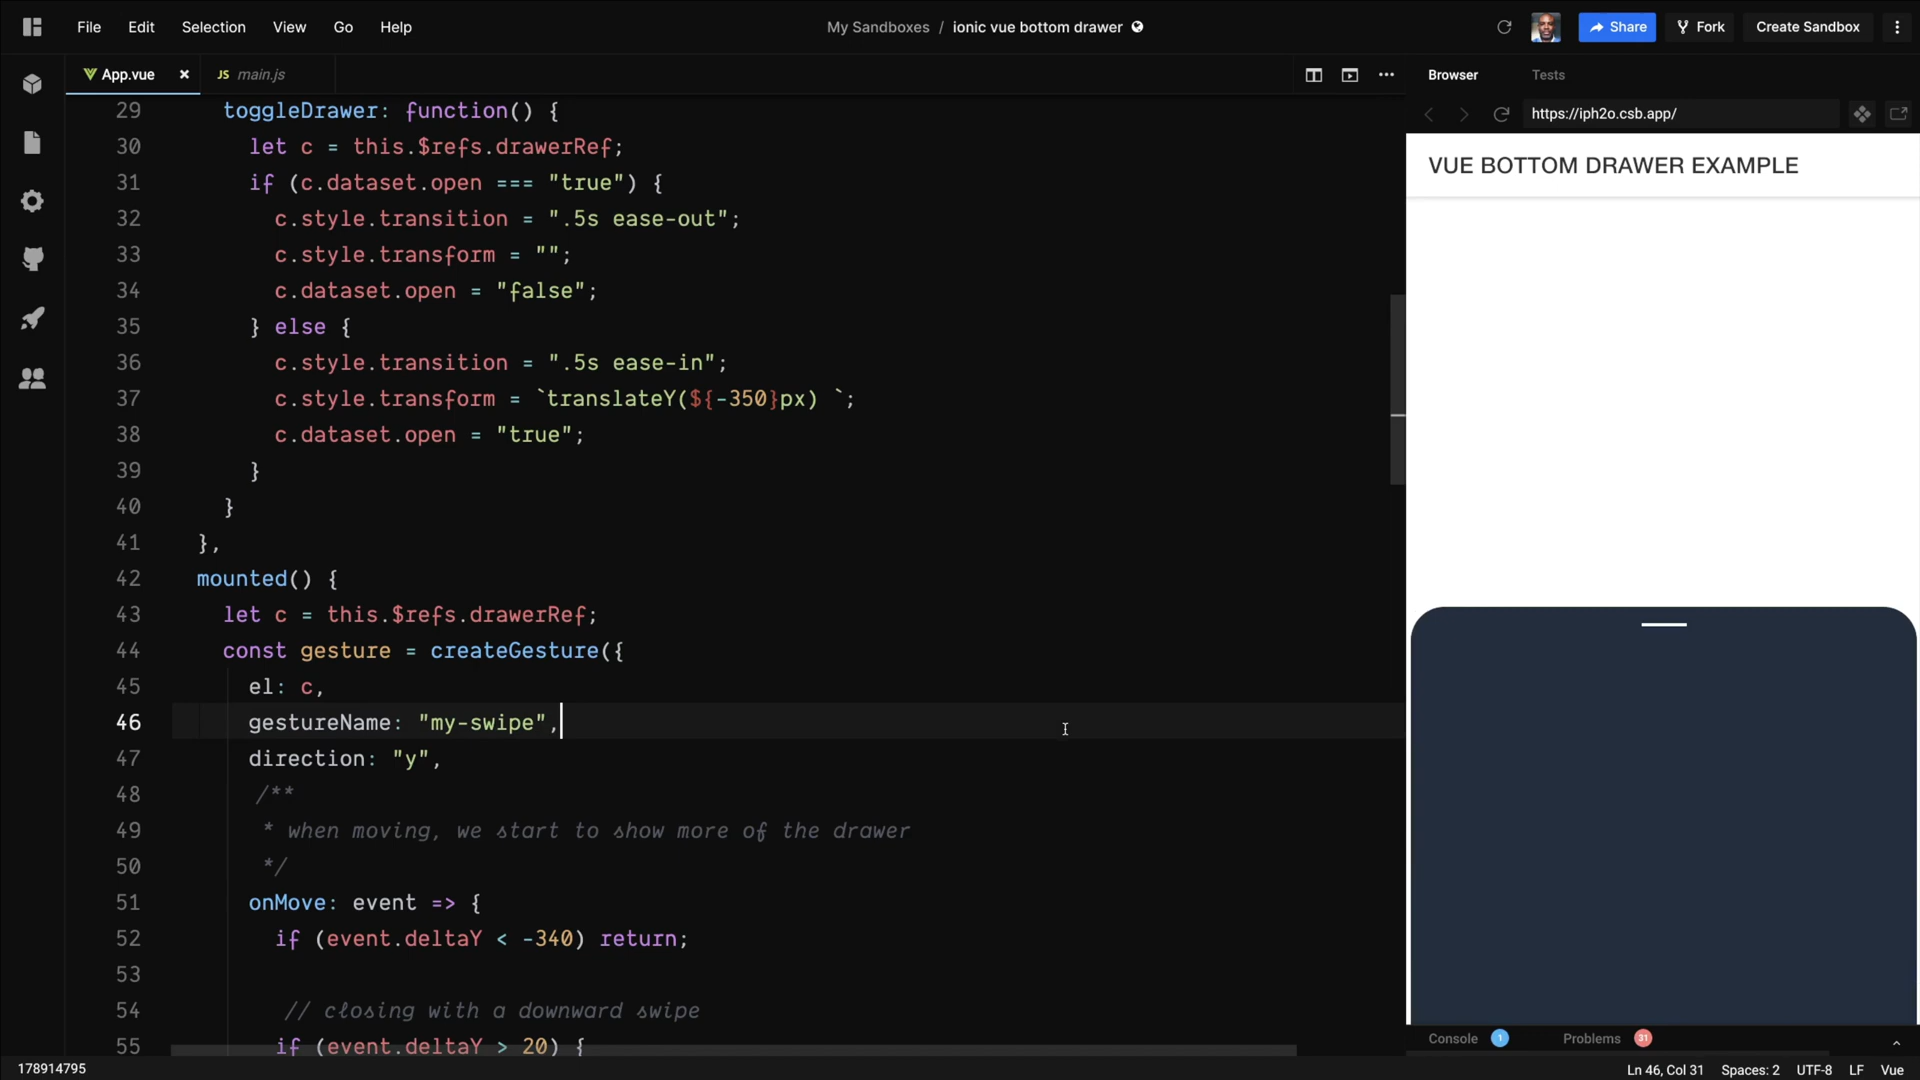 File Edit Selection View Go Help
My Sandboxes / ionic vue bottom drawer
Share Fork Create Sandbox
App.vue
JS main.js
29 toggleDrawer: function() {
30 let c = this.$refs.drawerRef;
31 if (c.dataset.open === "true") {
32 c.style.transition = ".5s ease-out";
33 c.style.transform = "";
34 c.dataset.open = "false";
35 } else {
36 c.style.transition = ".5s ease-in";
37 c.style.transform = `translateY(${-350}px) `;
38 c.dataset.open = "true";
39 }
40 }
41 },
42 mounted() {
43 let c = this.$refs.drawerRef;
44 const gesture = createGesture({
45 el: c,
46 gestureName: "my-swipe",
47 direction: "y",
48 /**
49 * when moving, we start to show more of the drawer
50 */
51 onMove: event => {
52 if (event.deltaY < -340) return;
53
54 // closing with a downward swipe
55 if (event.deltaY > 20) {
Browser Tests
https://iph2o.csb.app/
VUE BOTTOM DRAWER EXAMPLE
Console 1 Problems 31
178914795
Ln 46, Col 31 Spaces: 2 UTF-8 LF Vue